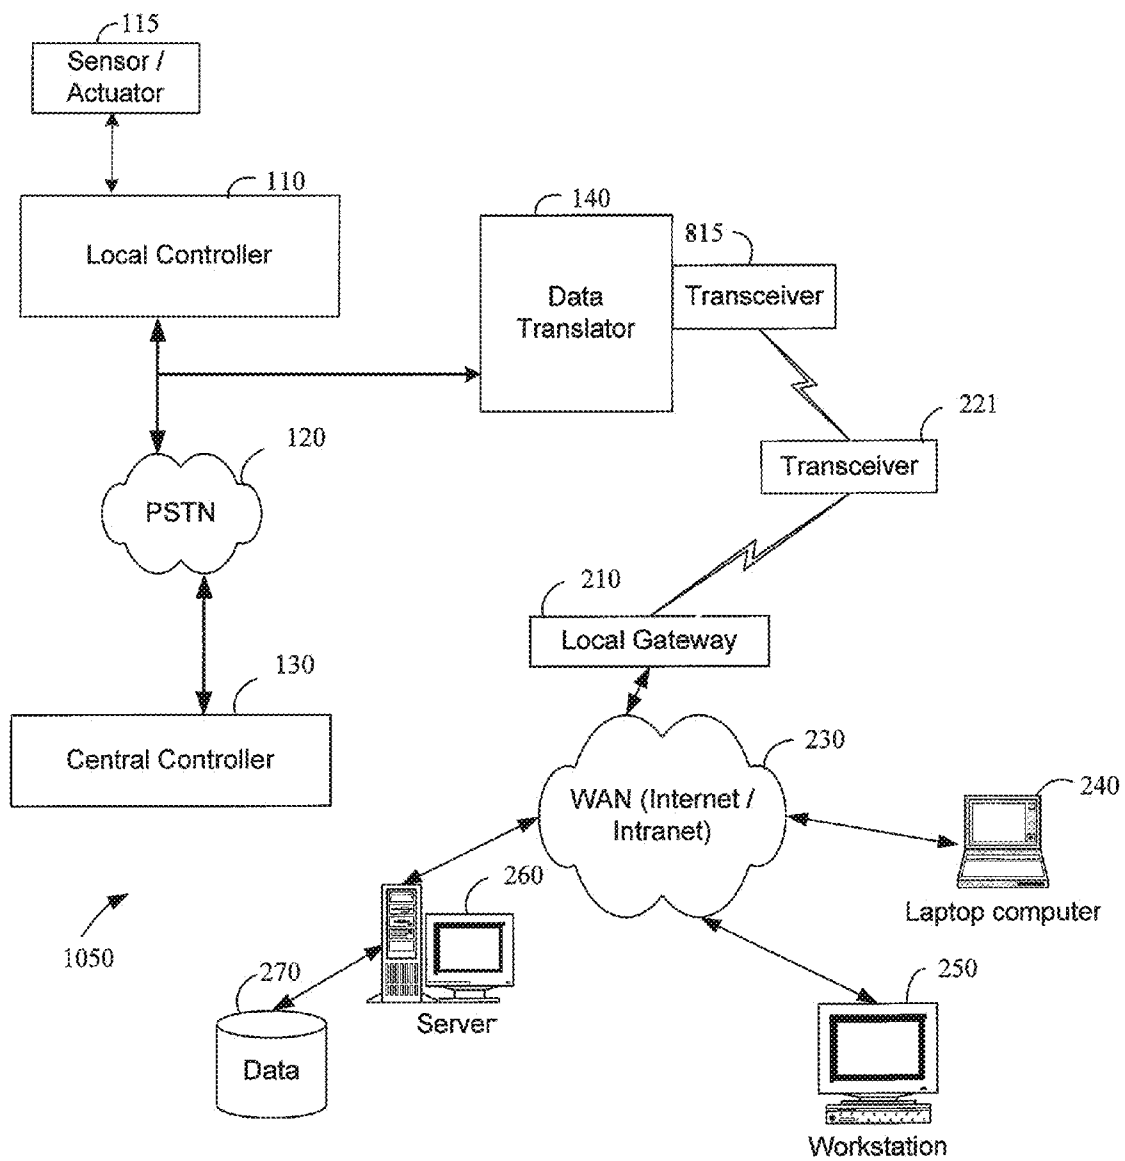 115
Sensor /
Actuator
110
Local Controller
140
Data
Translator
815
Transceiver
221
Transceiver
120
PSTN
210
Local Gateway
130
Central Controller
230
WAN (Internet /
Intranet)
240
Laptop computer
260
Server
1050
270
Data
250
Workstation